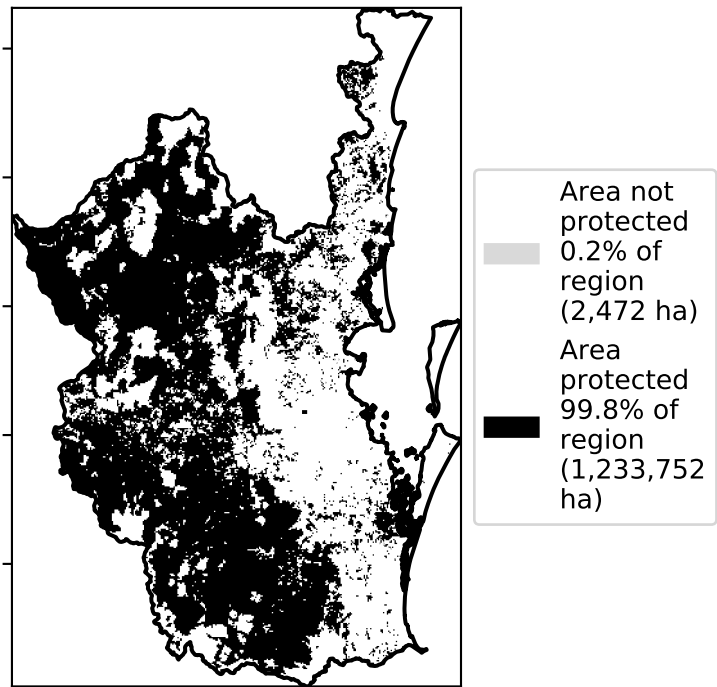 Area not
protected
0.2% of
region
(2,472 ha)
Area
protected
99.8% of
region
(1,233,752
ha)